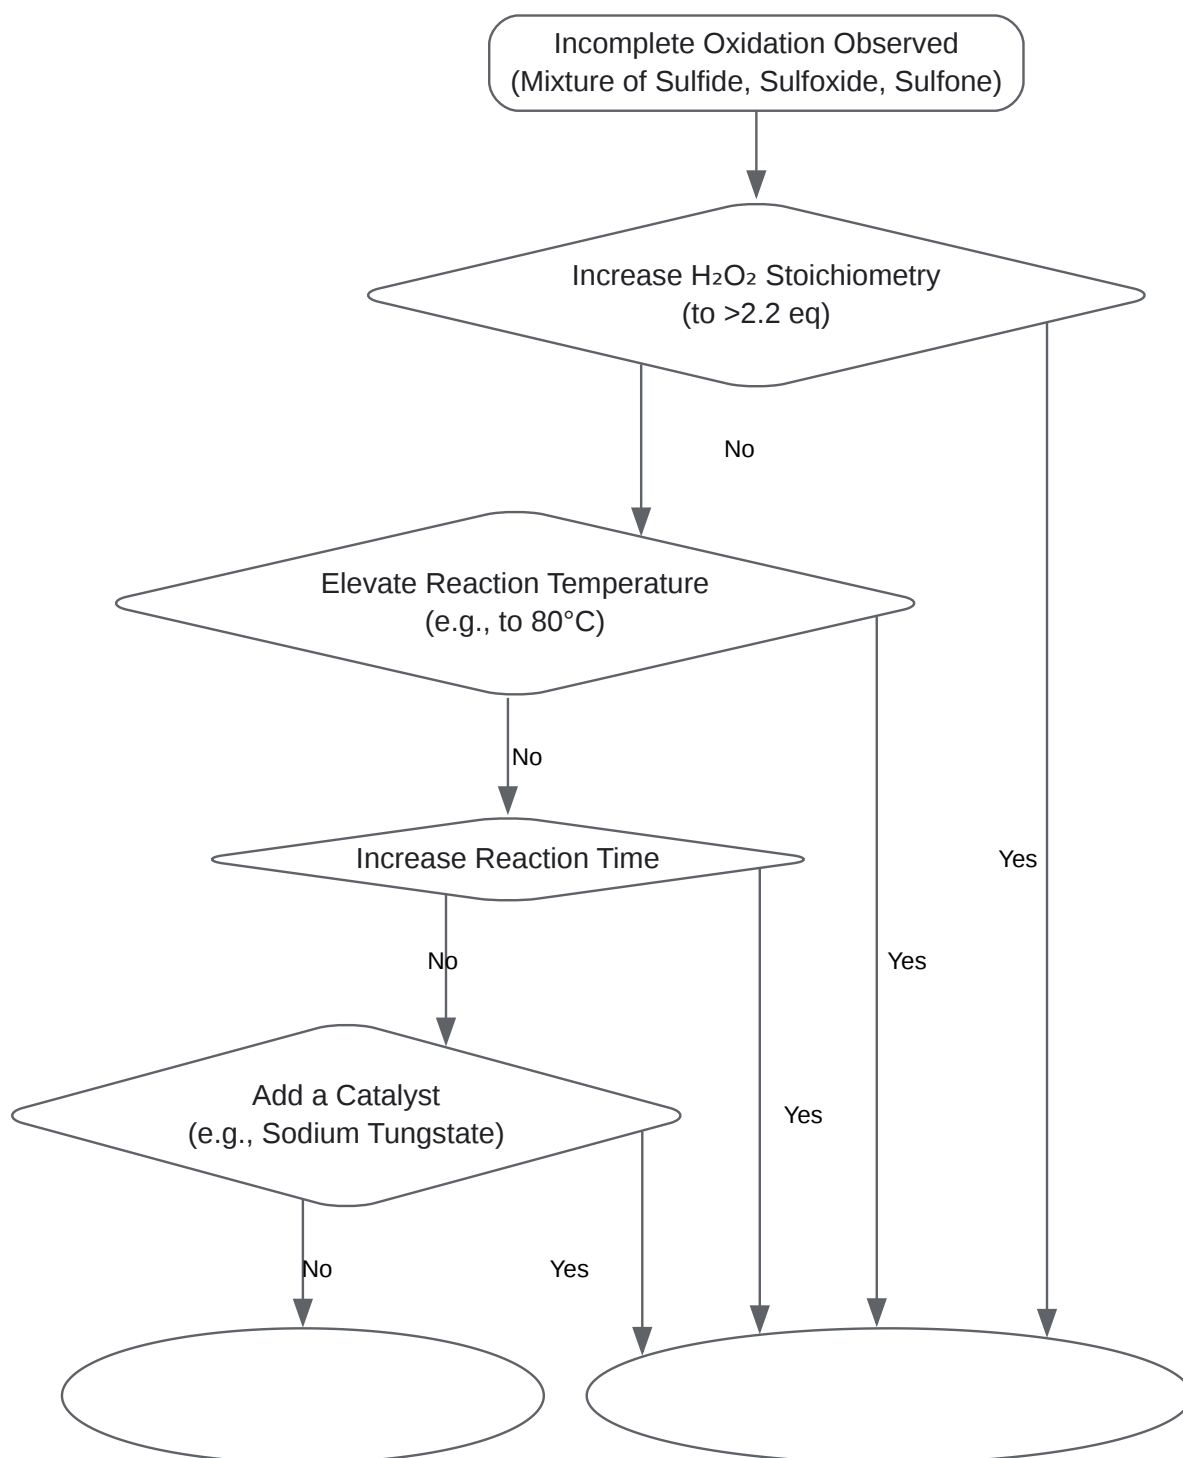 Incomplete Oxidation Observed
(Mixture of Sulfide, Sulfoxide, Sulfone)
Increase H₂O₂ Stoichiometry
(to >2.2 eq)
No
Elevate Reaction Temperature
(e.g., to 80°C)
No
Increase Reaction Time
Yes
No
Yes
Add a Catalyst
(e.g., Sodium Tungstate)
Yes
No
Yes